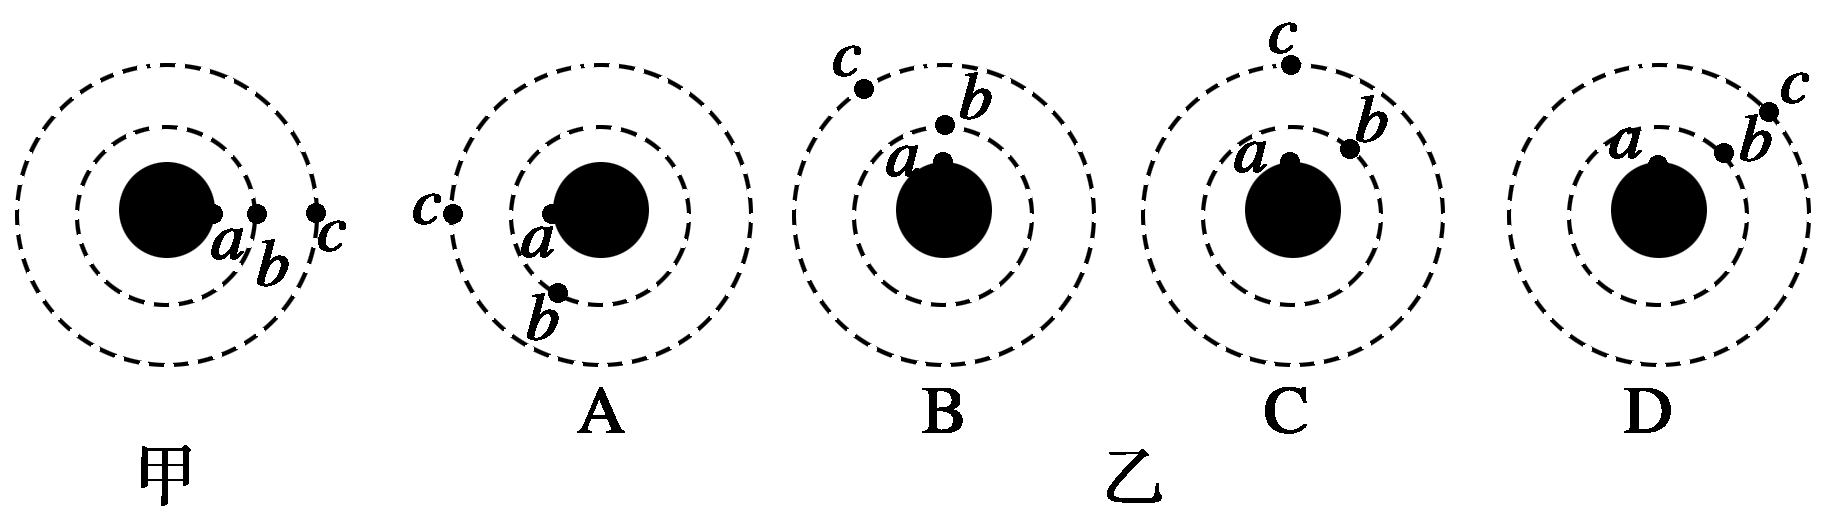 a b c
c a b
c b a
c b a
c a b
A B C D
甲 乙